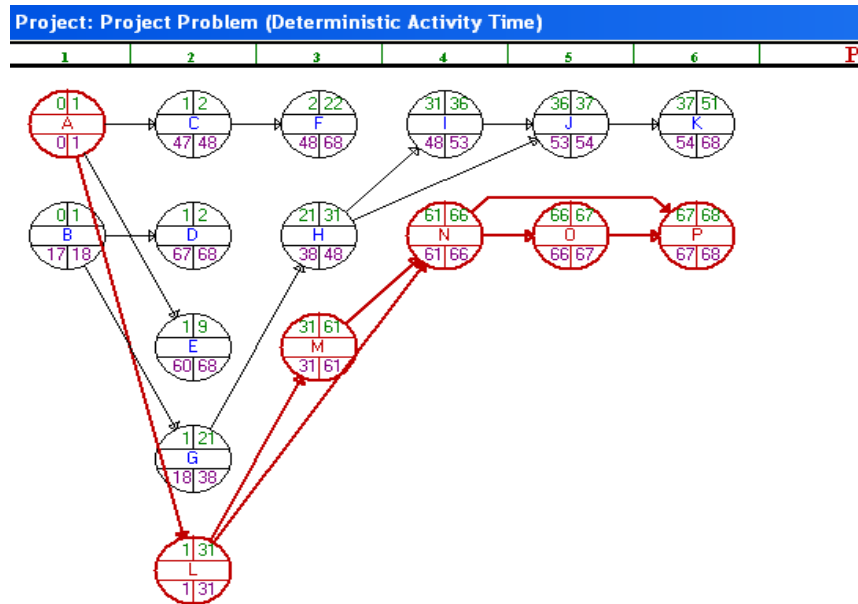 Project: Project Problem (Deterministic Activity Time)
1 2 3 4 5 6 P
0 1 1 2 2 22 31 36 36 37 37 51
A C F I J K
0 1 47 48 48 68 48 53 53 54 54 68
0 1 1 2 21 31 61 66 66 67 67 68
B D H N O P
17 18 67 68 38 48 61 66 66 67 67 68
1 9 31 61
E M
60 68 31 61
1 21
G
18 38
1 31
L
1 31